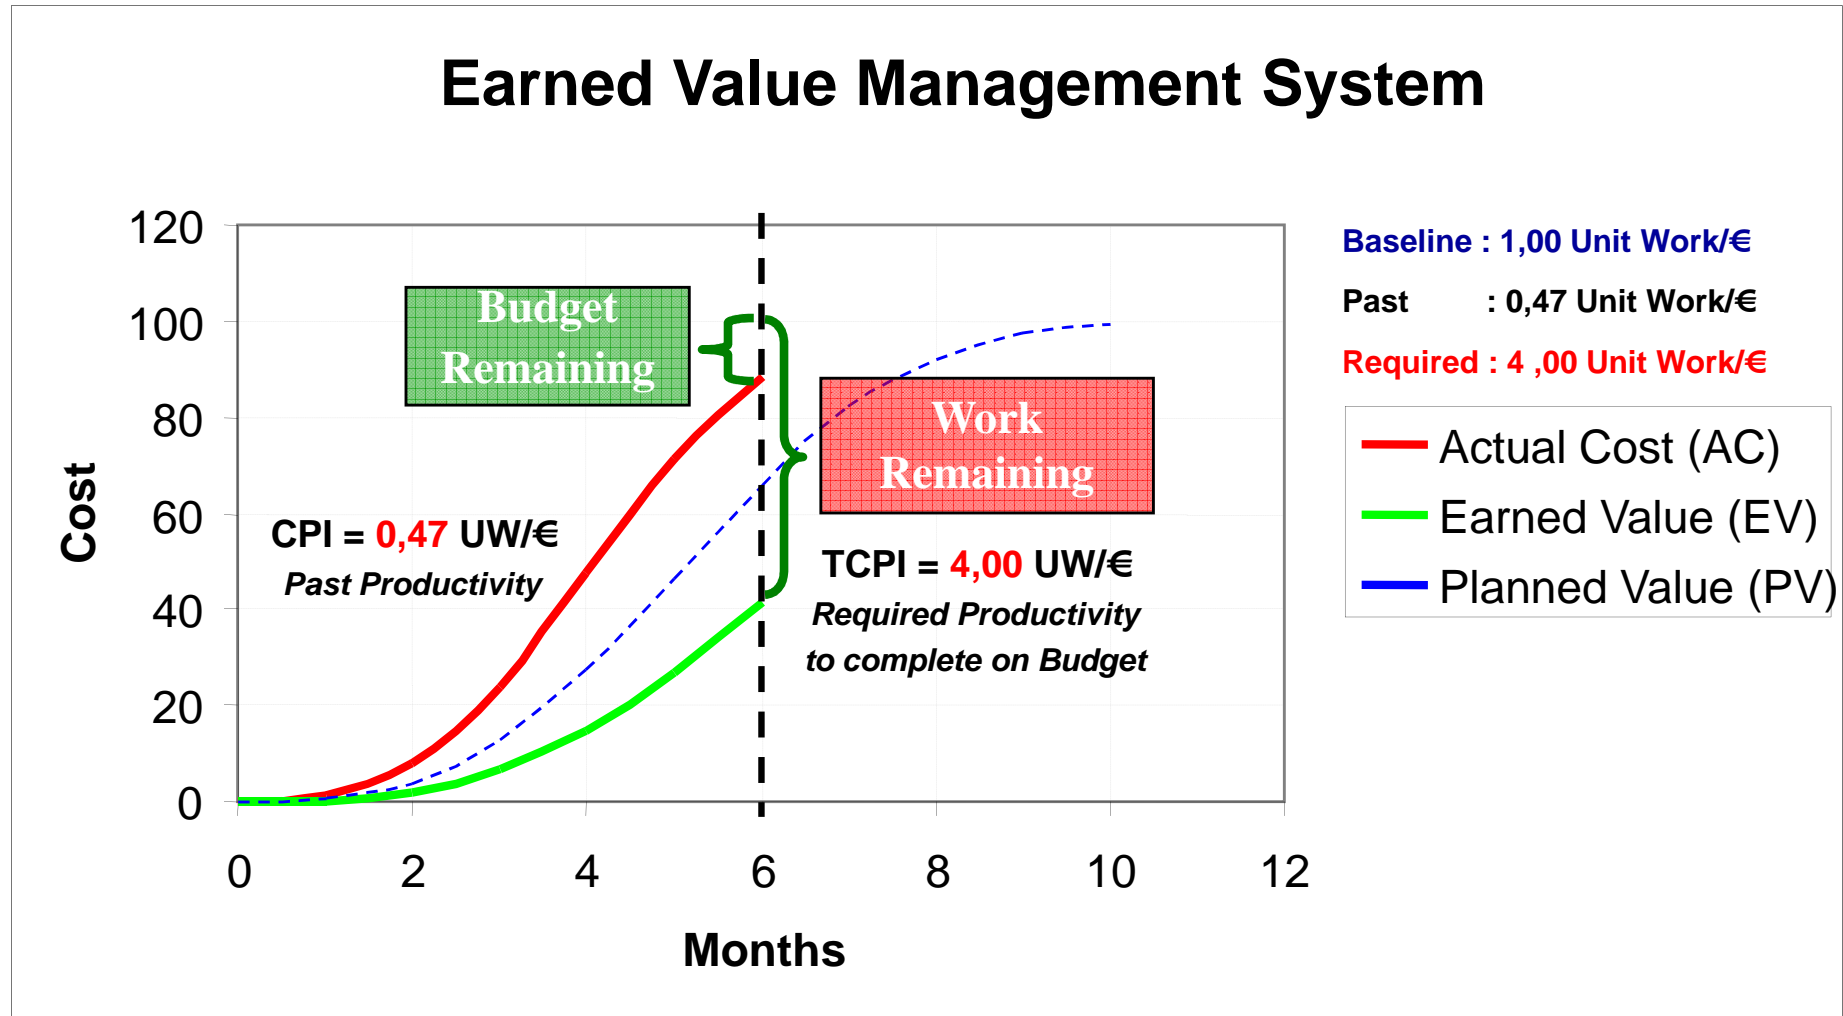 Earned Value Management System
120
100
80
60
40
20
0
Cost
0 2 4 6 8 10 12
Months
Budget
Remaining
Work
Remaining
CPI = 0,47 UW/€
Past Productivity
TCPI = 4,00 UW/€
Required Productivity
to complete on Budget
Baseline : 1,00 Unit Work/€
Past : 0,47 Unit Work/€
Required : 4 ,00 Unit Work/€
Actual Cost (AC)
Earned Value (EV)
Planned Value (PV)